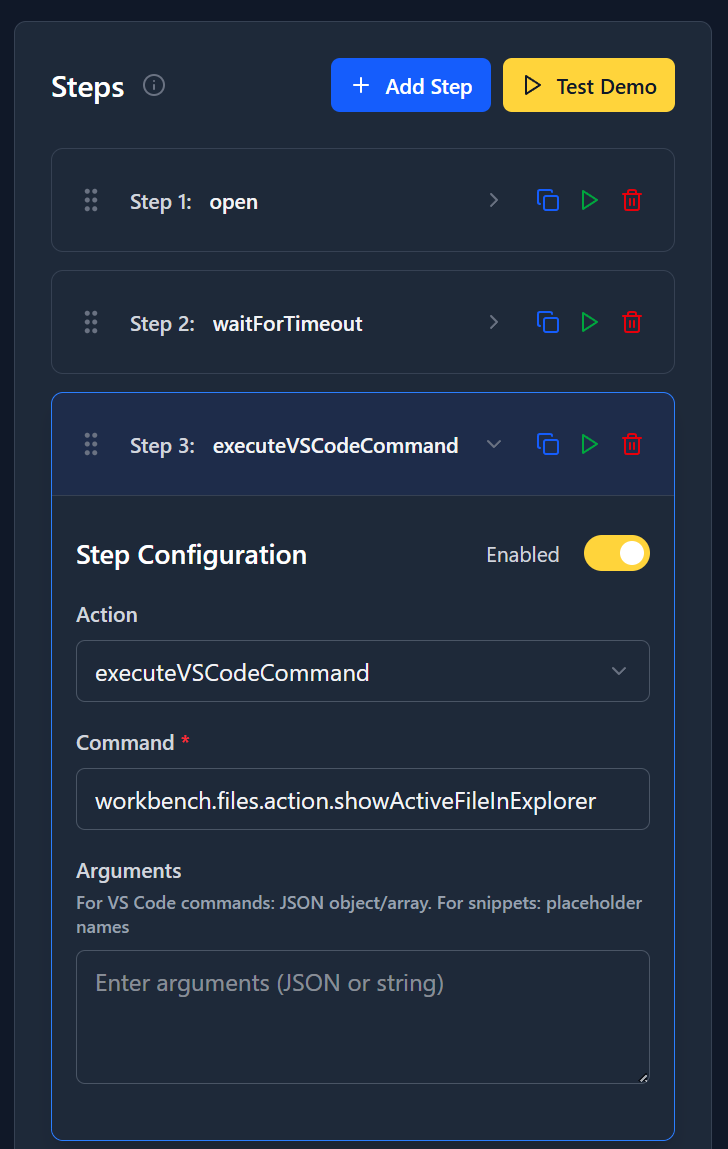 Steps
Add Step
Test Demo
Step 1: open
Step 2: waitForTimeout
Step 3: executeVSCodeCommand
Step Configuration
Enabled
Action
executeVSCodeCommand
Command *
workbench.files.action.showActiveFileInExplorer
Arguments
For VS Code commands: JSON object/array. For snippets: placeholder
names
Enter arguments (JSON or string)